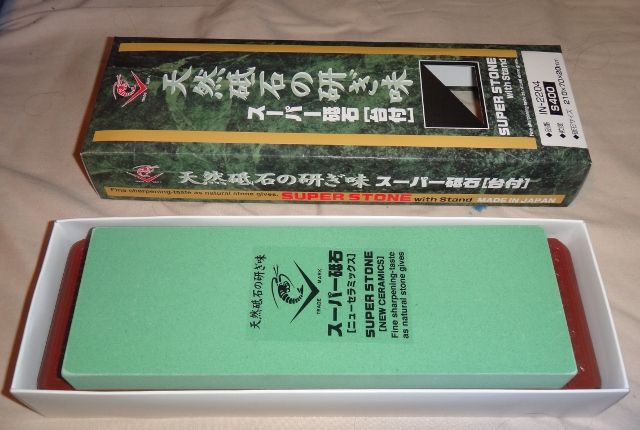 天然砥石の研ぎ味
スーパー砥石[台付]
SUPER STONE
with Stand
IN-2204
S400
210×70×20mm
天然砥石の研ぎ味 スーパー砥石[台付]
Fine sharpening-taste as natural stone gives. SUPER STONE with Stand MADE IN JAPAN
天然砥石の研ぎ味
TRADE MARK
スーパー砥石
[ニューセラミックス]
SUPER STONE
[NEW CERAMICS]
Fine sharpening-taste
as natural stone gives